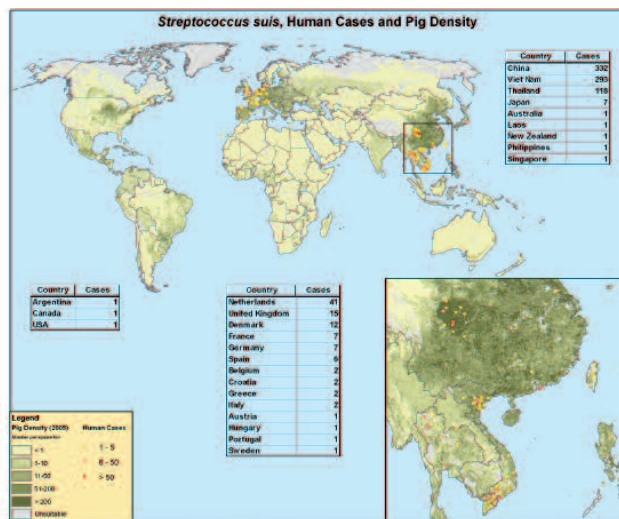 Streptococcus suis, Human Cases and Pig Density
Country Cases
China 332
Viet Nam 293
Thailand 118
Japan 7
Australia 1
Laos 1
New Zealand 1
Philippines 1
Singapore 1
Country Cases
Argentina 1
Canada 1
USA 1
Country Cases
Netherlands 41
United Kingdom 15
Denmark 12
France 7
Germany 7
Spain 6
Belgium 2
Croatia 2
Greece 2
Italy 2
Austria 1
Hungary 1
Portugal 1
Sweden 1
Legend
Pig Density (2005) Human Cases
< 1
1 - 5
1-10
6 - 50
11-50
> 50
51-200
> 200
Unsuitable